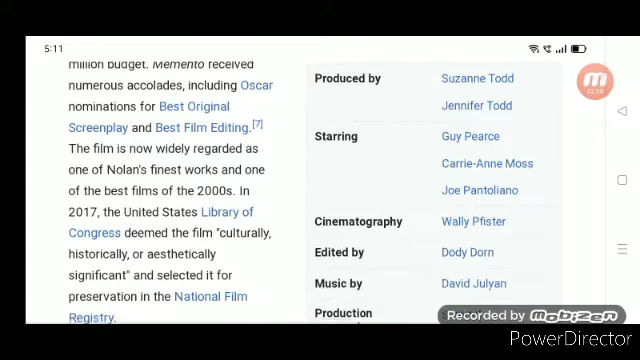 5:11
million budget. Memento received
numerous accolades, including Oscar
nominations for Best Original
Screenplay and Best Film Editing.[7]
The film is now widely regarded as
one of Nolan's finest works and one
of the best films of the 2000s. In
2017, the United States Library of
Congress deemed the film "culturally,
historically, or aesthetically
significant" and selected it for
preservation in the National Film
Registry.
Produced by
Suzanne Todd
Jennifer Todd
Starring
Guy Pearce
Carrie-Anne Moss
Joe Pantoliano
Cinematography
Wally Pfister
Edited by
Dody Dorn
Music by
David Julyan
Production
Recorded by Mobizen
PowerDirector